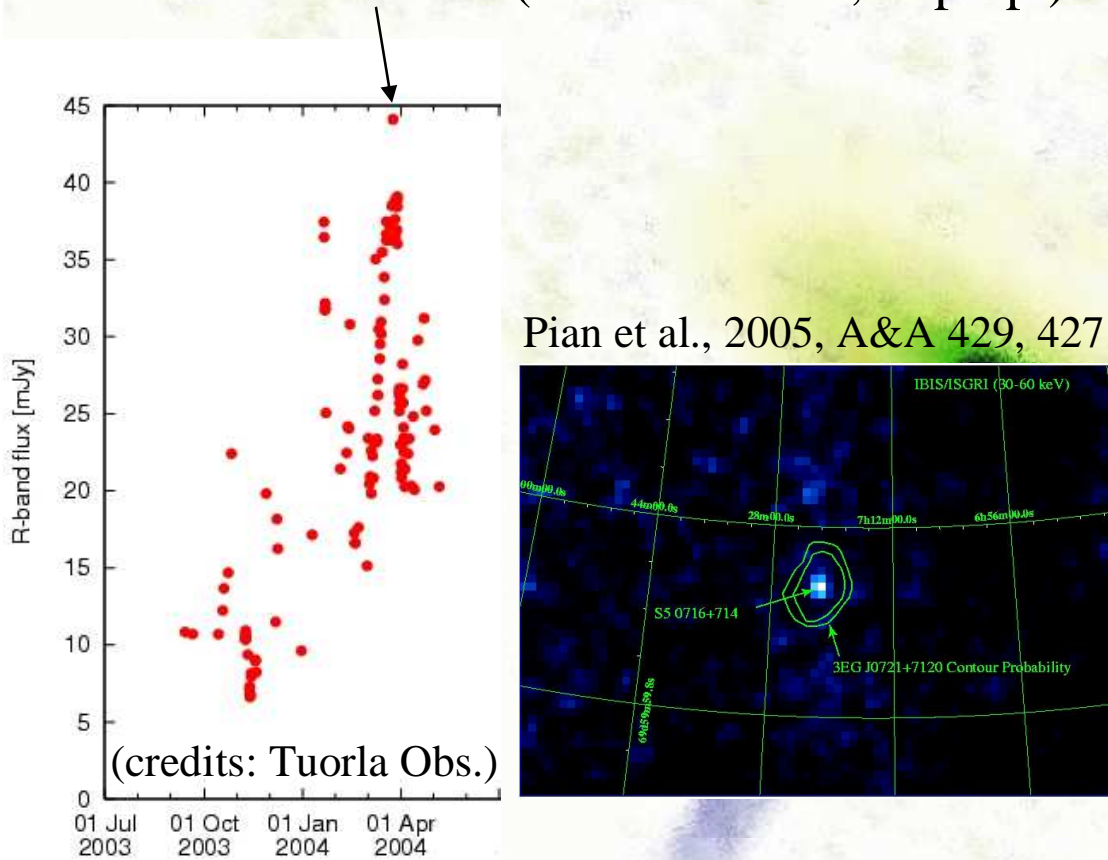 45
40
35
30
25
20
15
10
5
0
R-band flux [mJy]
(credits: Tuorla Obs.)
01 Jul 01 Oct 01 Jan 01 Apr
2003 2003 2004 2004
Pian et al., 2005, A&A 429, 427
IBIS/ISGRI (30-60 keV)
00m00.0s 44m00.0s 28m00.0s 7h12m00.0s 6h56m00.0s
S5 0716+714
3EG J0721+7120 Contour Probability
69d59m59.8s